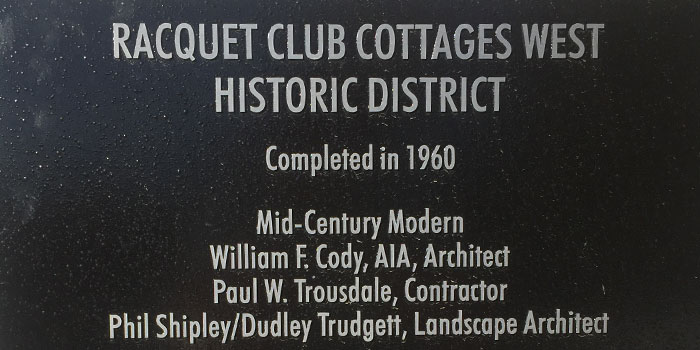 RACQUET CLUB COTTAGES WEST
HISTORIC DISTRICT
Completed in 1960
Mid-Century Modern
William F. Cody, AIA, Architect
Paul W. Trousdale, Contractor
Phil Shipley/Dudley Trudgett, Landscape Architect